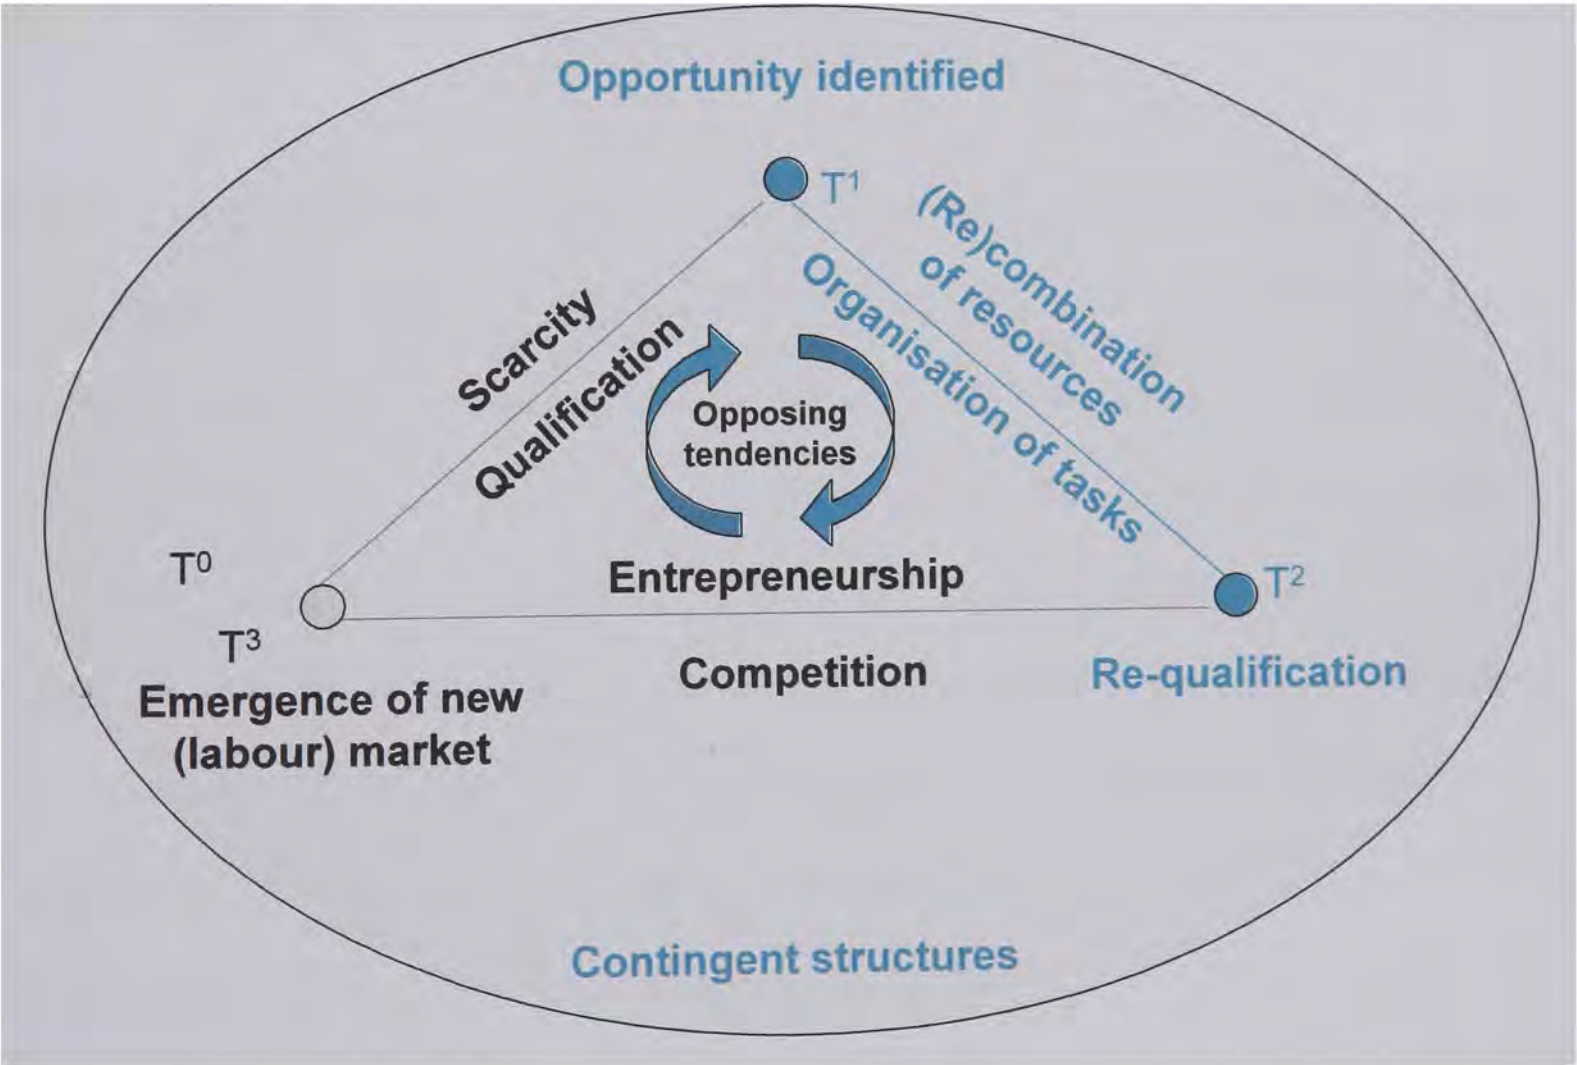 Opportunity identified
T¹
(Re)combination
of resources
Organisation of tasks
Scarcity
Qualification
Opposing
tendencies
T⁰
Entrepreneurship
T²
T³
Emergence of new
(labour) market
Competition
Re-qualification
Contingent structures